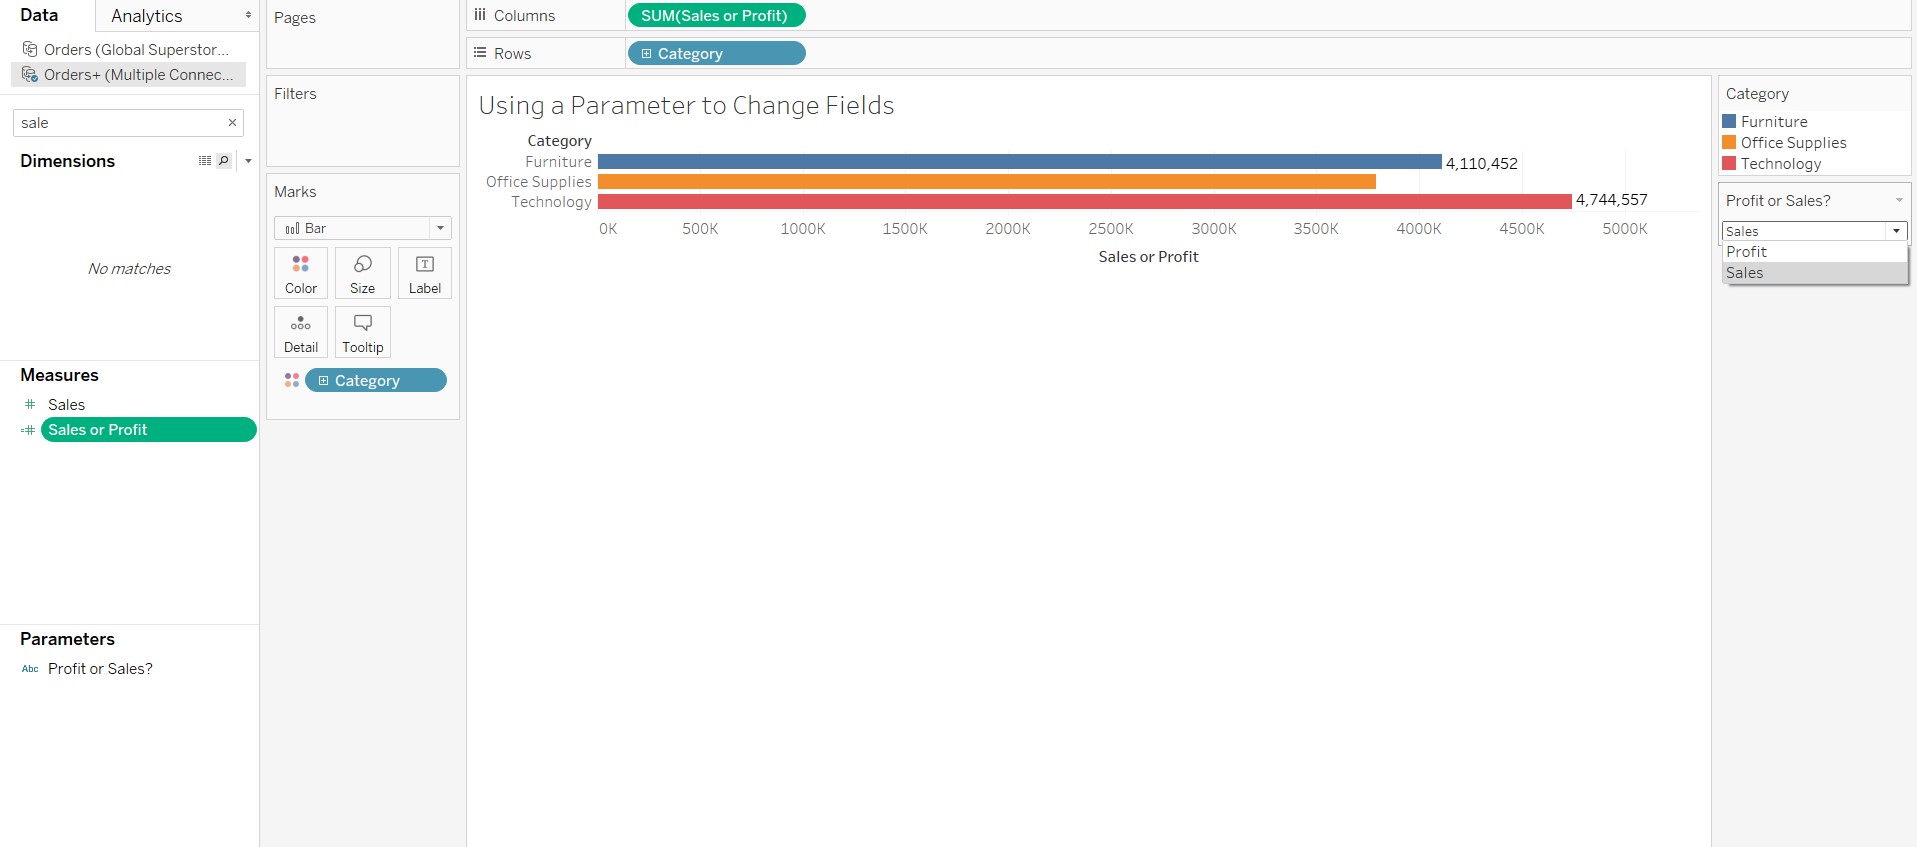 Data
Analytics
Orders (Global Superstor...
Orders+ (Multiple Connec...
sale
Dimensions
No matches
Measures
Sales
Sales or Profit
Parameters
Abc Profit or Sales?
Pages
Filters
Marks
Bar
Color
Size
T
Label
Detail
Tooltip
Category
Columns
SUM(Sales or Profit)
Rows
Category
Using a Parameter to Change Fields
Category
Furniture
4,110,452
Office Supplies
Technology
4,744,557
0K 500K 1000K 1500K 2000K 2500K 3000K 3500K 4000K 4500K 5000K
Sales or Profit
Category
Furniture
Office Supplies
Technology
Profit or Sales?
Sales
Profit
Sales